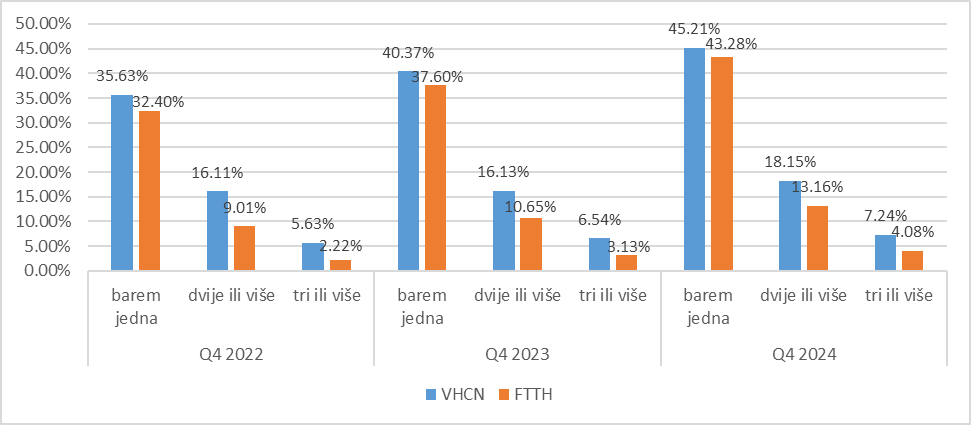 50.00%
45.00%
40.00%
35.00%
30.00%
25.00%
20.00%
15.00%
10.00%
5.00%
0.00%
35.63%
32.40%
16.11%
9.01%
5.63%
2.22%
40.37%
37.60%
16.13%
10.65%
6.54%
3.13%
45.21%
43.28%
18.15%
13.16%
7.24%
4.08%
barem
jedna
dvije ili više
tri ili više
barem
jedna
dvije ili više
tri ili više
barem
jedna
dvije ili više
tri ili više
Q4 2022
Q4 2023
Q4 2024
VHCN
FTTH